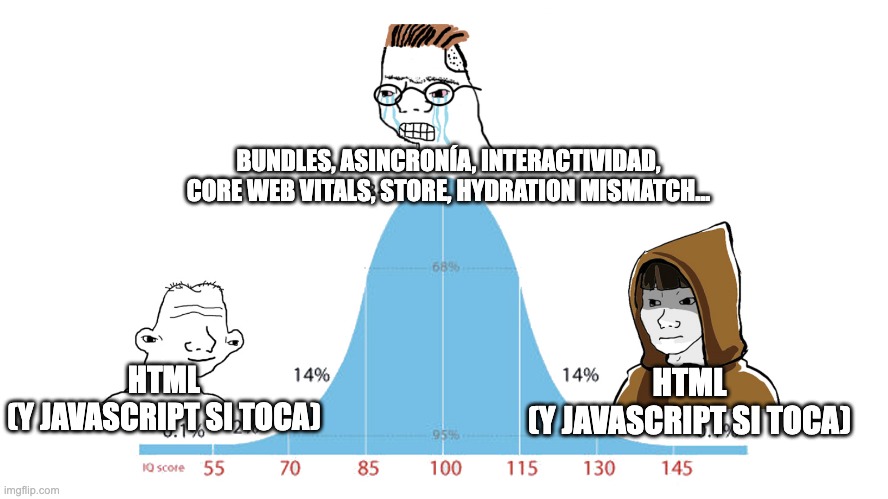 BUNDLES, ASINCRONÍA, INTERACTIVIDAD,
CORE WEB VITALS, STORE, HYDRATION MISMATCH...
68%
14%
14%
HTML
(Y JAVASCRIPT SI TOCA)
HTML
(Y JAVASCRIPT SI TOCA)
0.1%
95%
IQ score 55 70 85 100 115 130 145
imgflip.com